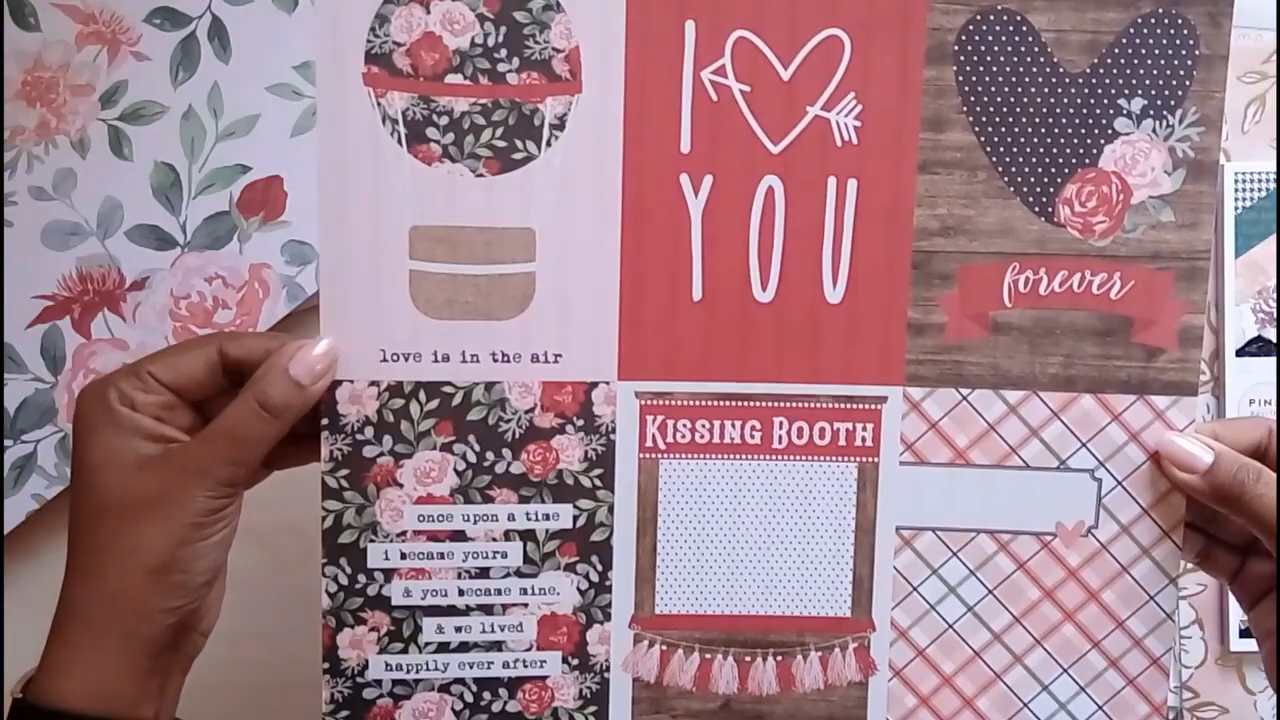 I
YOU
forever
love is in the air
KISSING BOOTH
once upon a time
i became yours
& you became mine.
& we lived
happily ever after
PIN